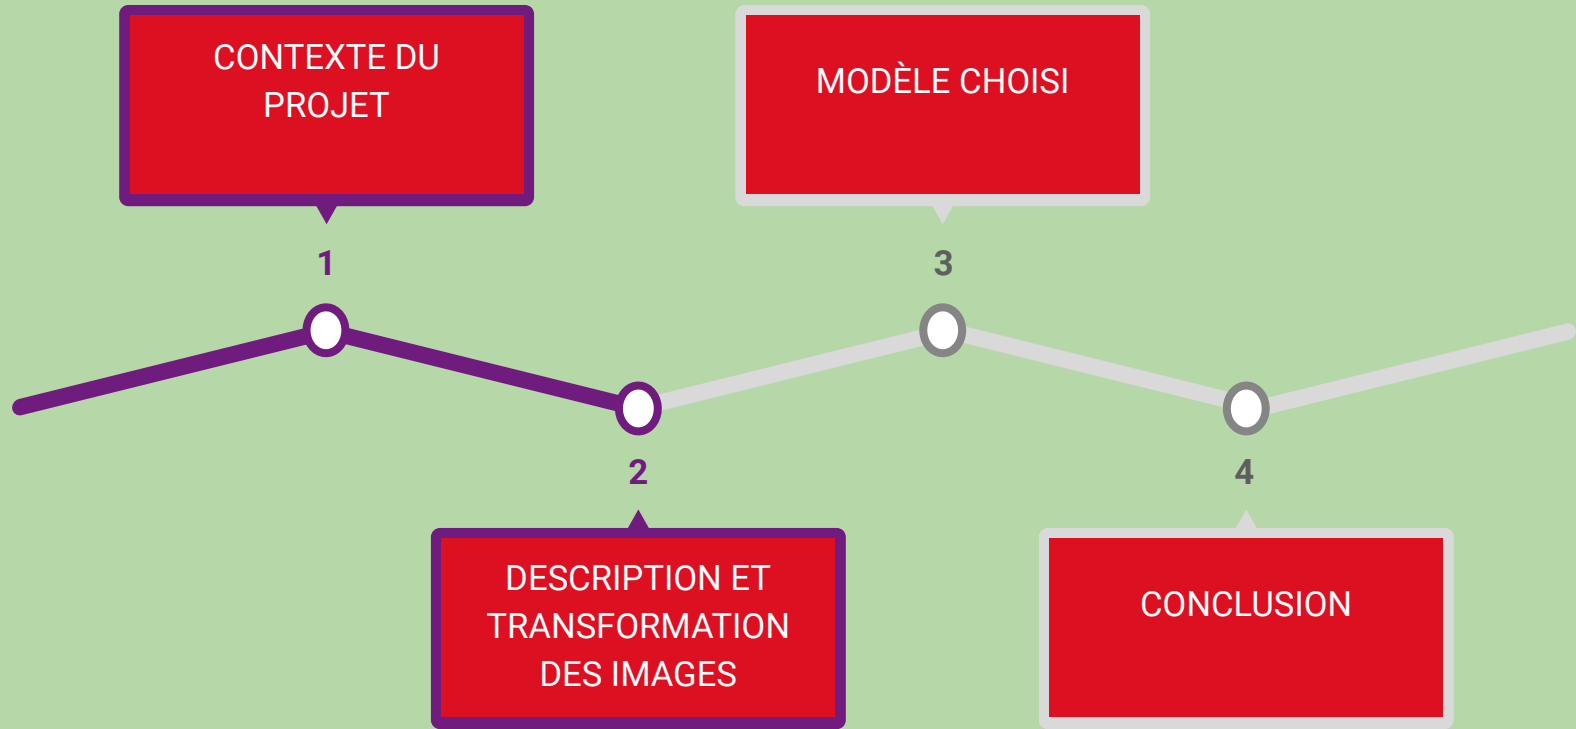 CONTEXTE DU
PROJET
1
2
DESCRIPTION ET
TRANSFORMATION
DES IMAGES
MODÈLE CHOISI
3
4
CONCLUSION